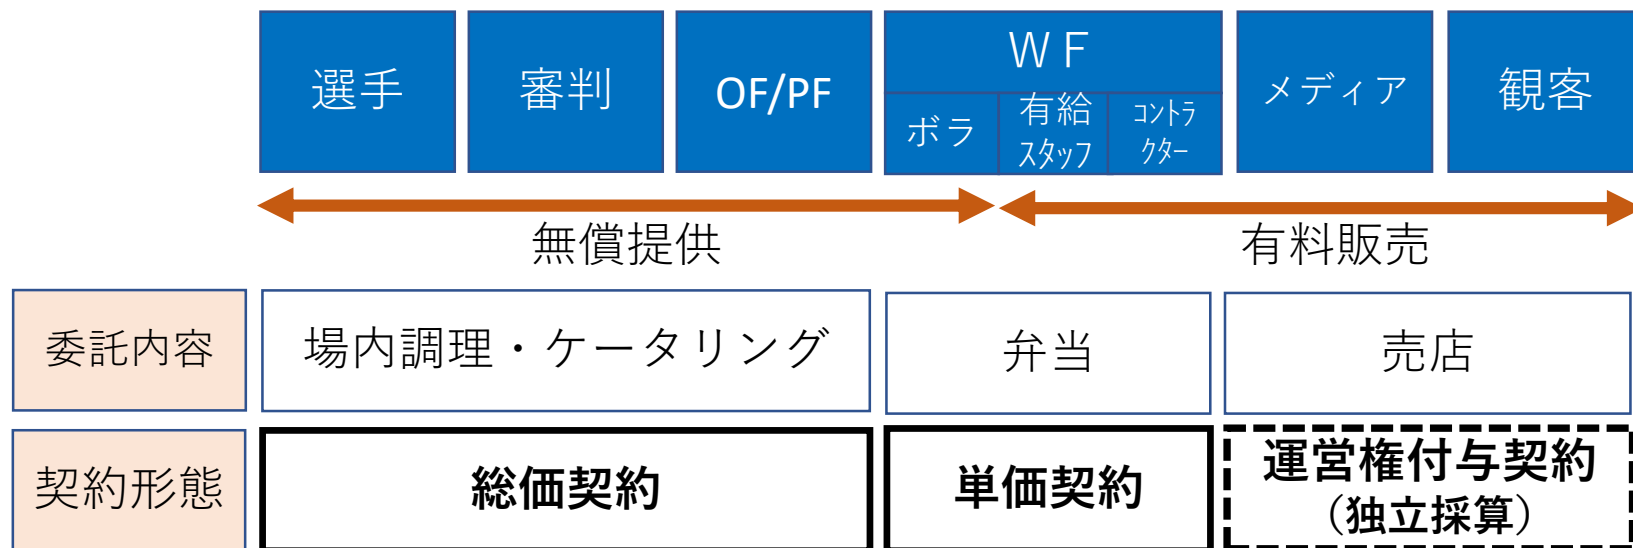 選手
審判
OF/PF
ＷＦ
ボラ
有給
スタッフ
コントラ
クター
メディア
観客
無償提供
有料販売
委託内容
場内調理・ケータリング
弁当
売店
契約形態
総価契約
単価契約
運営権付与契約
（独立採算）